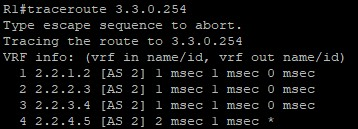 R1#traceroute 3.3.0.254
Type escape sequence to abort.
Tracing the route to 3.3.0.254
VRF info: (vrf in name/id, vrf out name/id)
  1 2.2.1.2 [AS 2] 1 msec 1 msec 0 msec
  2 2.2.2.3 [AS 2] 1 msec 1 msec 0 msec
  3 2.2.3.4 [AS 2] 1 msec 1 msec 0 msec
  4 2.2.4.5 [AS 2] 2 msec 1 msec *